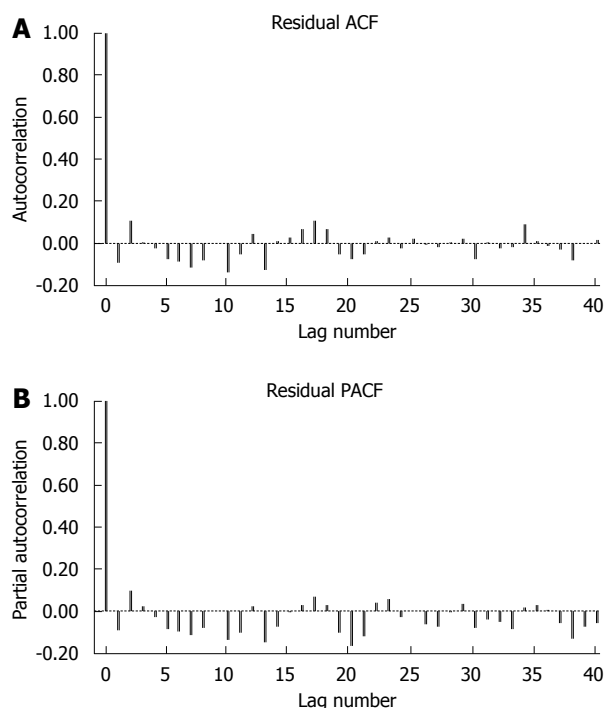 A
Residual ACF
Autocorrelation
1.00
0.80
0.60
0.40
0.20
0.00
-0.20
0 5 10 15 20 25 30 35 40
Lag number
B
Residual PACF
Partial autocorrelation
1.00
0.80
0.60
0.40
0.20
0.00
-0.20
0 5 10 15 20 25 30 35 40
Lag number